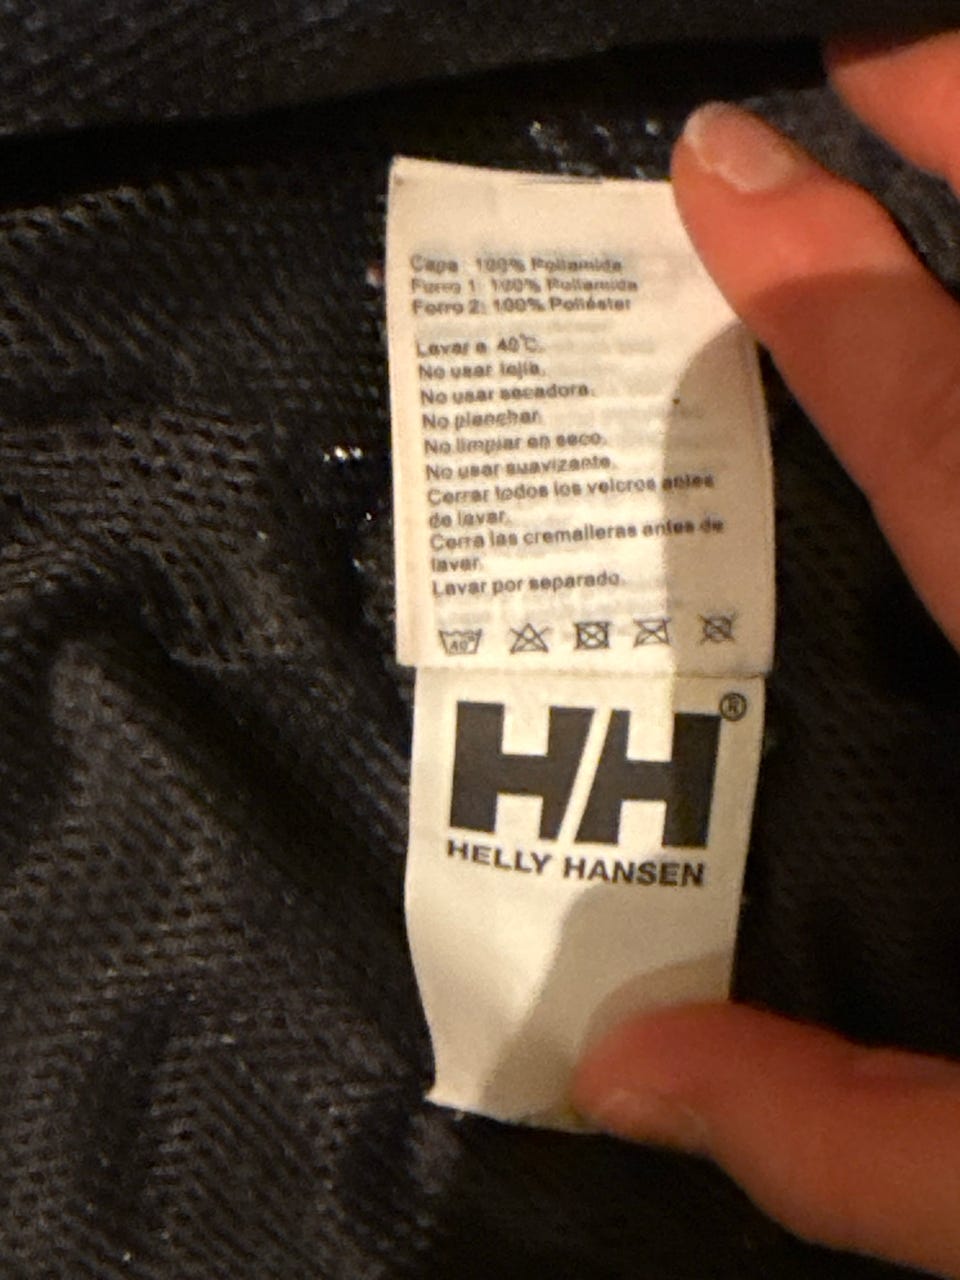 Capa : 100% Poliamida
Forro 1: 100% Poliamida
Forro 2: 100% Poliéster
Lavar a 40°C.
No usar lejía.
No usar secadora.
No planchar.
No limpiar en seco.
No usar suavizante.
Cerrar todos los velcros antes
de lavar.
Cerra las cremalleras antes de
lavar.
Lavar por separado.
40°
HH®
HELLY HANSEN